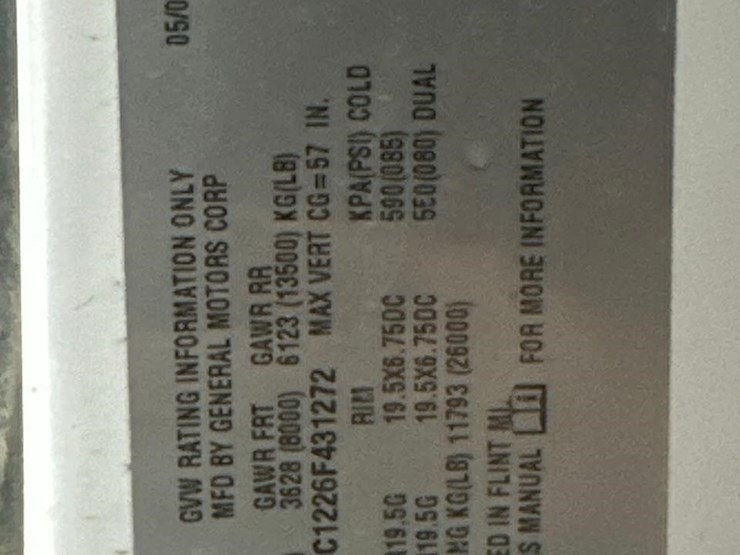 05/0
GVW RATING INFORMATION ONLY
MFD BY GENERAL MOTORS CORP
GAWR FRT GAWR RR
3628 (8000) 6123 (13500) KG(LB)
C1226F431272 MAX VERT CG=57 IN.
RIM KPA(PSI) COLD
19.5G 19.5X6.75DC 590(085)
19.5G 19.5X6.75DC 5E0(080) DUAL
NG KG(LB) 11793 (26000)
ED IN FLINT MI
S MANUAL FOR MORE INFORMATION